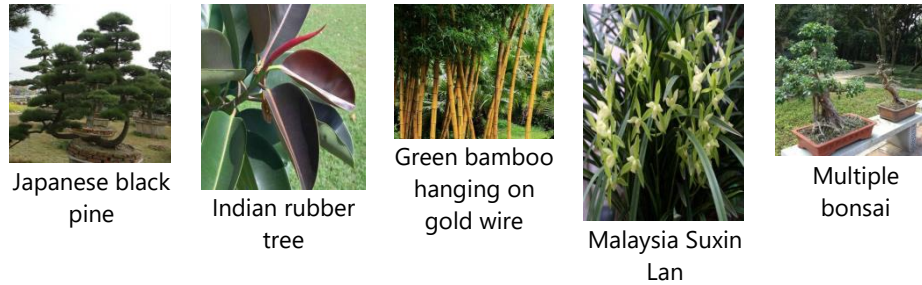 Japanese black
pine
Indian rubber
tree
Green bamboo
hanging on
gold wire
Malaysia Suxin
Lan
Multiple
bonsai